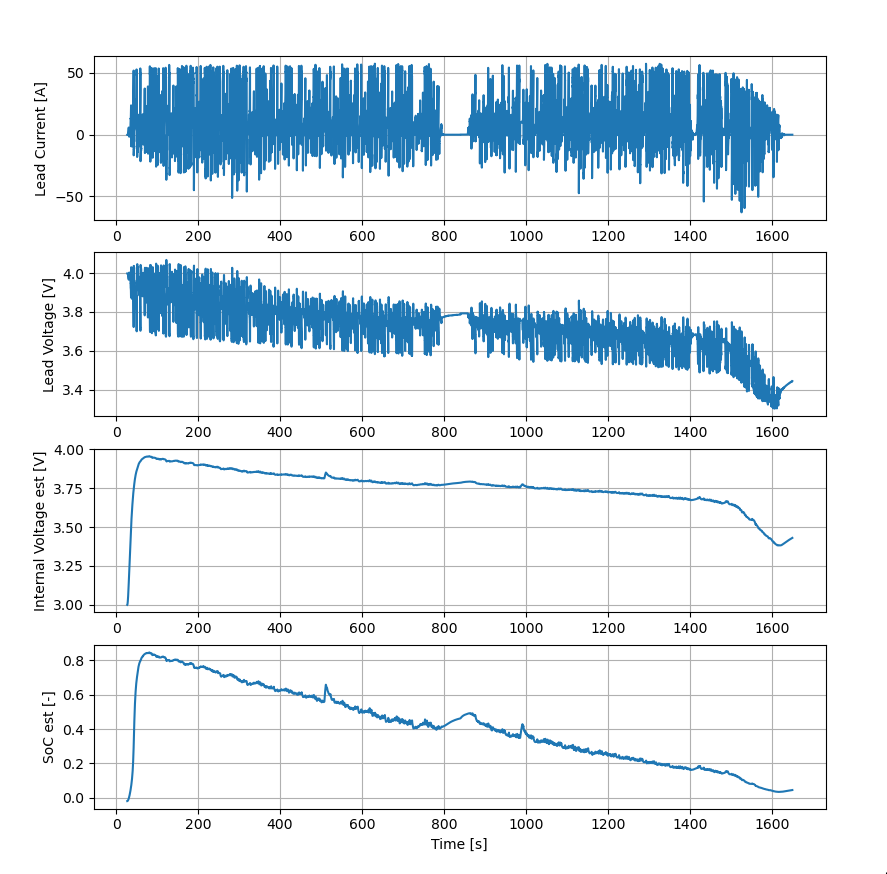 Lead Current [A]
50
0
−50
0 200 400 600 800 1000 1200 1400 1600
Lead Voltage [V]
4.0
3.8
3.6
3.4
0 200 400 600 800 1000 1200 1400 1600
Internal Voltage est [V]
4.00
3.75
3.50
3.25
3.00
0 200 400 600 800 1000 1200 1400 1600
SoC est [-]
0.8
0.6
0.4
0.2
0.0
0 200 400 600 800 1000 1200 1400 1600
Time [s]